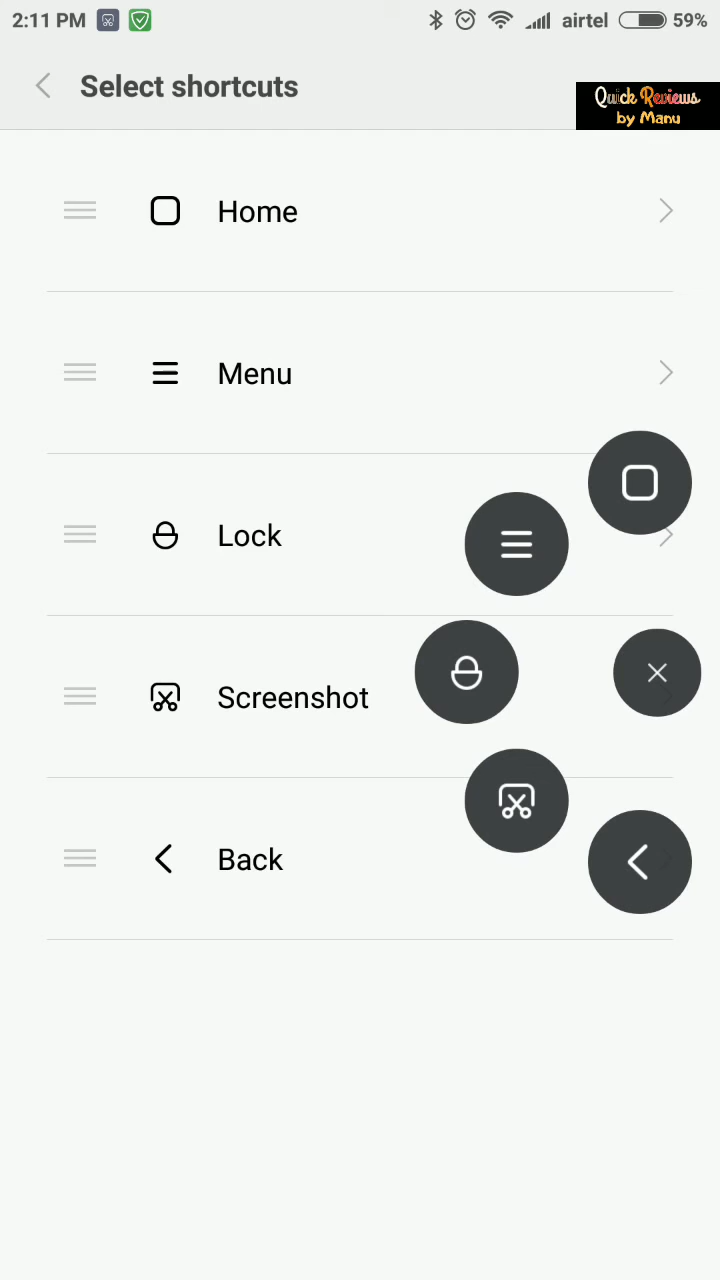 2:11 PM airtel 59%
Select shortcuts
Quick Reviews
by Manu
Home
Menu
Lock
Screenshot
Back